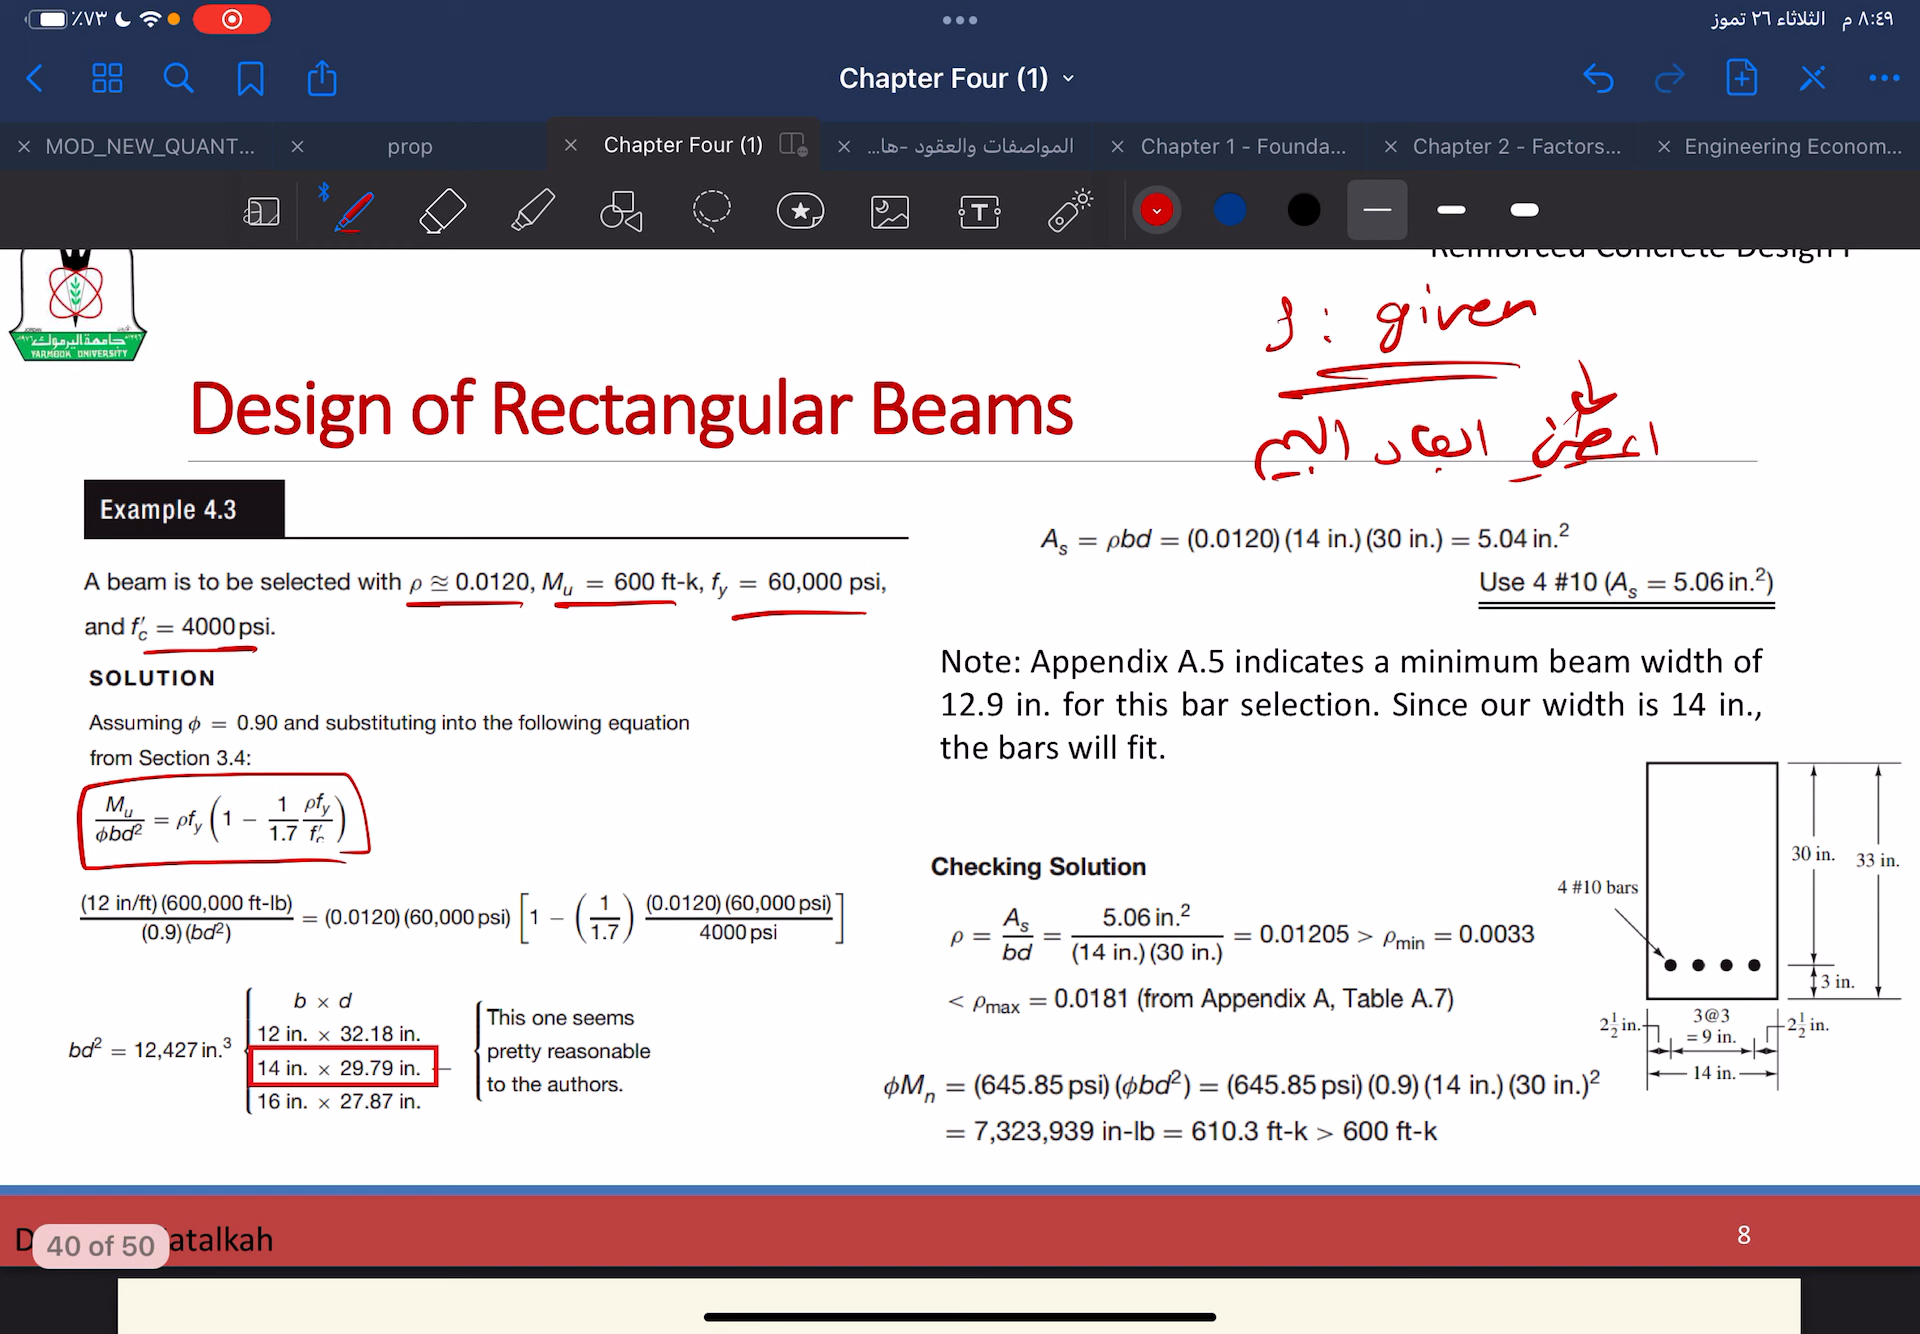 ٪٧٣
٨:٤٩ م الثلاثاء ٢٦ تموز
Chapter Four (1)
MOD_NEW_QUANT...
prop
Chapter Four (1)
المواصفات والعقود -ها...
Chapter 1 - Founda...
Chapter 2 - Factors...
Engineering Econom...
Reinforced Concrete Design I
جامعة اليرموك
YARMOUK UNIVERSITY
: given
Design of Rectangular Beams
Example 4.3
A beam is to be selected with ρ ≅ 0.0120, Mu = 600 ft-k, fy = 60,000 psi,
and f′c = 4000 psi.
SOLUTION
Assuming ϕ = 0.90 and substituting into the following equation
from Section 3.4:
Mu/ϕbd² = ρfy (1 − 1/1.7 ρfy/f′c)
(12 in/ft) (600,000 ft-lb)/(0.9) (bd²) = (0.0120) (60,000 psi) [1 − (1/1.7) (0.0120) (60,000 psi)/4000 psi]
b × d
12 in. × 32.18 in.
bd² = 12,427 in.³
14 in. × 29.79 in.
16 in. × 27.87 in.
This one seems
pretty reasonable
to the authors.
As = ρbd = (0.0120) (14 in.) (30 in.) = 5.04 in.²
Use 4 #10 (As = 5.06 in.²)
Note: Appendix A.5 indicates a minimum beam width of
12.9 in. for this bar selection. Since our width is 14 in.,
the bars will fit.
Checking Solution
ρ = As/bd = 5.06 in.²/(14 in.) (30 in.) = 0.01205 > ρmin = 0.0033
< ρmax = 0.0181 (from Appendix A, Table A.7)
ϕMn = (645.85 psi) (ϕbd²) = (645.85 psi) (0.9) (14 in.) (30 in.)²
= 7,323,939 in-lb = 610.3 ft-k > 600 ft-k
4 #10 bars
30 in.
33 in.
3 in.
2½ in.
3@3
= 9 in.
2½ in.
14 in.
D
atalkah
40 of 50
8